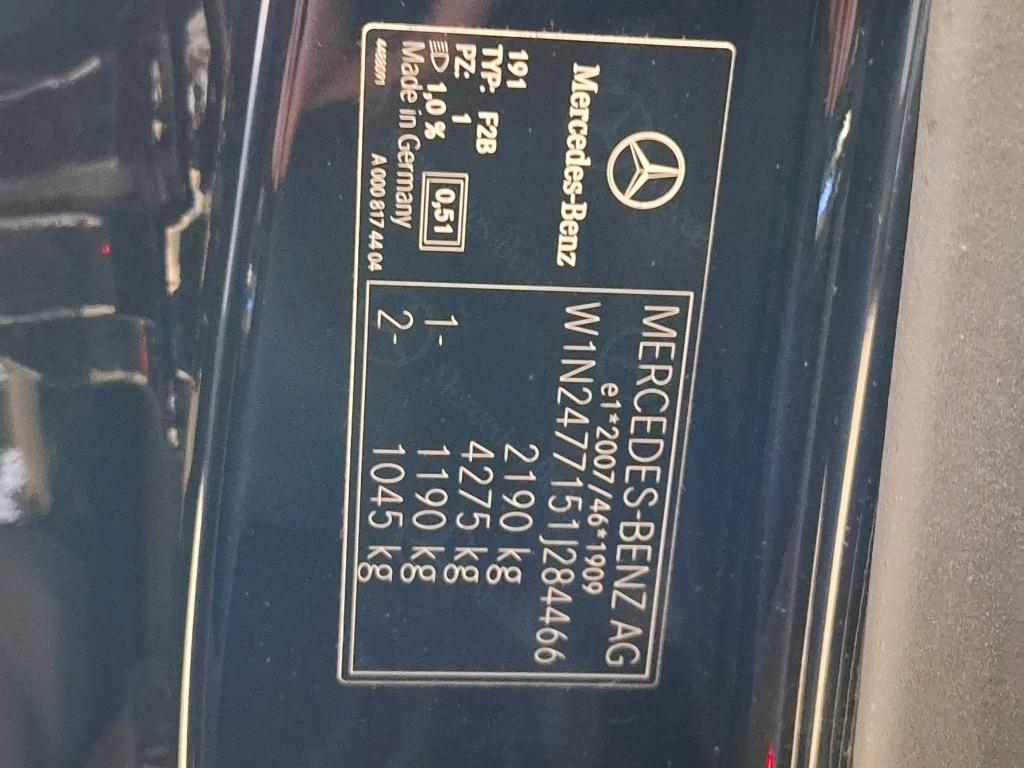 Mercedes-Benz
191
TYP: F2B
PZ: 1
1,0 %
0,51
Made in Germany
A 000 817 44 04
MERCEDES-BENZ AG
e1*2007/46*1909
W1N2477151J284466
2190 kg
4275 kg
1- 1190 kg
2- 1045 kg